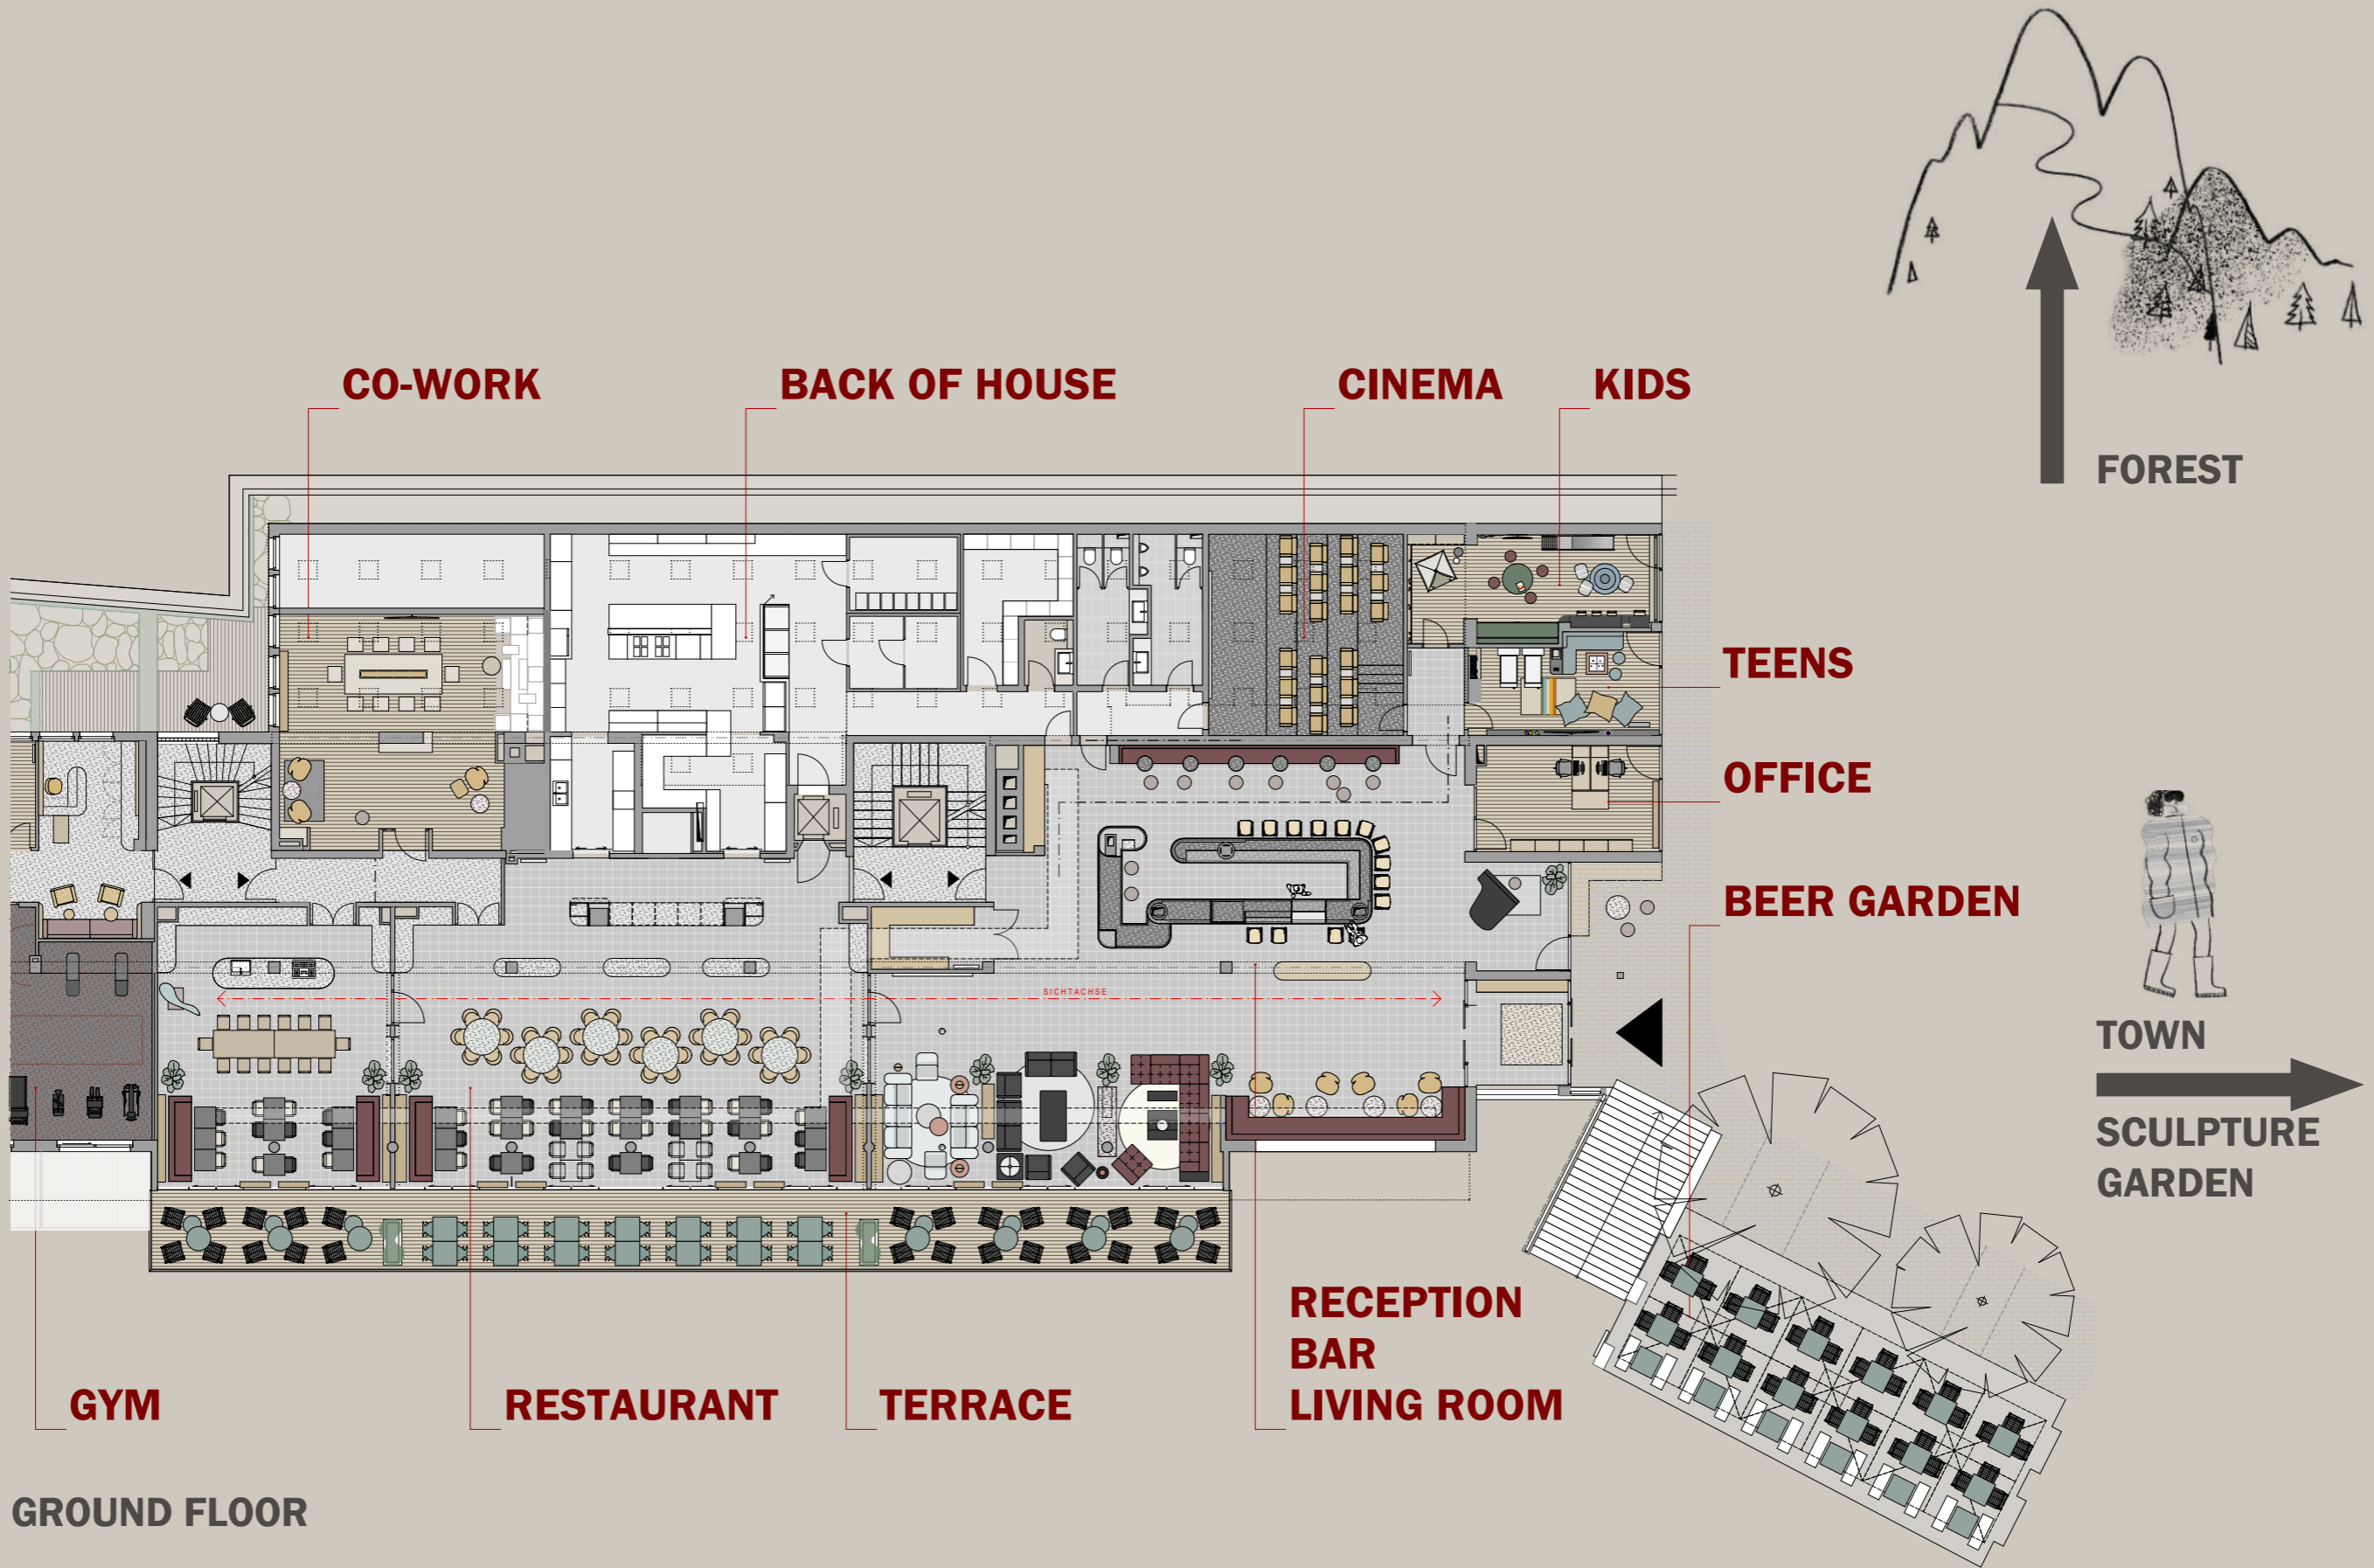 CO-WORK
BACK OF HOUSE
CINEMA
KIDS
FOREST
TEENS
OFFICE
BEER GARDEN
SICHTACHSE
TOWN
SCULPTURE
GARDEN
RECEPTION
BAR
LIVING ROOM
GYM
RESTAURANT
TERRACE
GROUND FLOOR